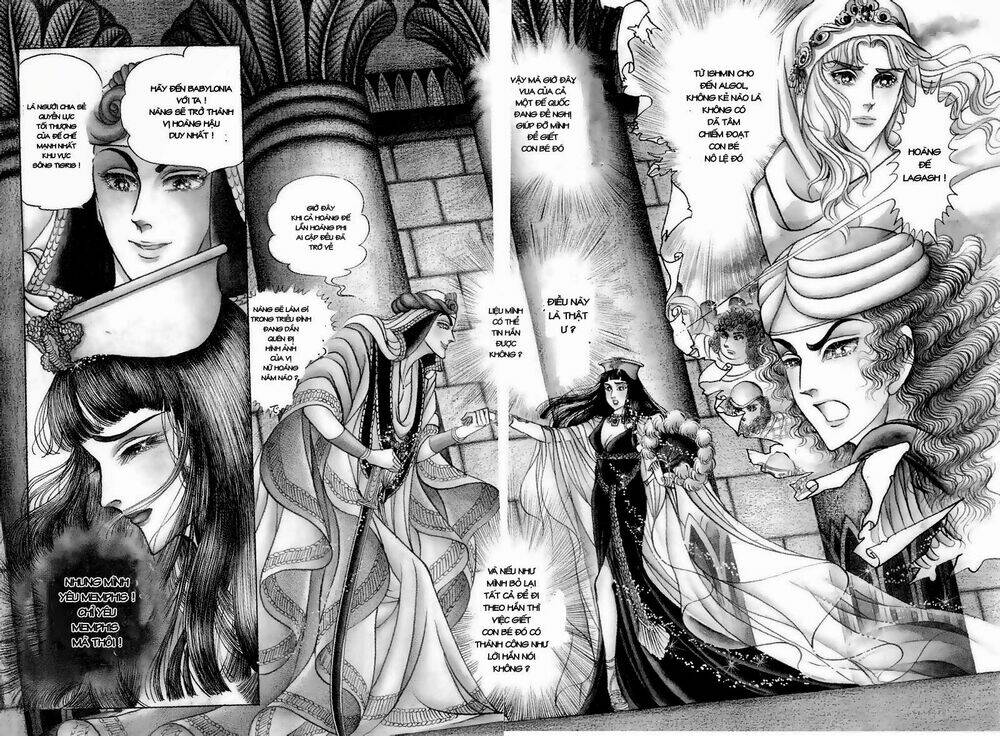 HOÀNG
ĐẾ
LAGASH !
TỪ ISHMIN CHO
ĐẾN ALGOL,
KHÔNG KẺ NÀO LÀ
KHÔNG CÓ
DÃ TÂM
CHIẾM ĐOẠT
CON BÉ
NÔ LỆ ĐÓ
VẬY MÀ GIỜ ĐÂY
VUA CỦA CẢ
MỘT ĐẾ QUỐC
ĐANG ĐỀ NGHỊ
GIÚP ĐỠ MÌNH
ĐỂ GIẾT
CON BÉ ĐÓ
ĐIỀU NÀY
LÀ THẬT
Ư ?
LIỆU MÌNH
CÓ THỂ
TIN HẮN
ĐƯỢC
KHÔNG ?
VÀ NẾU NHƯ
MÌNH BỎ LẠI
TẤT CẢ ĐỂ ĐI
THEO HẮN THÌ
VIỆC GIẾT
CON BÉ ĐÓ CÓ
THÀNH CÔNG NHƯ
LỜI HẮN NÓI
KHÔNG ?
GIỜ ĐÂY
KHI CẢ HOÀNG ĐẾ
LẪN HOÀNG PHI
AI CẬP ĐỀU ĐÃ
TRỞ VỀ
NÀNG SẼ LÀM GÌ
TRONG TRIỀU ĐÌNH
ĐANG DẦN
QUÊN ĐI
HÌNH ẢNH
CỦA VỊ
NỮ HOÀNG
NĂM NÀO ?
HÃY ĐẾN BABYLONIA
VỚI TA !
NÀNG SẼ TRỞ THÀNH
VỊ HOÀNG HẬU
DUY NHẤT !
LÀ NGƯỜI CHIA SẺ
QUYỀN LỰC
TỐI THƯỢNG
CỦA ĐẾ CHẾ
MẠNH NHẤT
KHU VỰC
SÔNG TIGRIS !
NHƯNG MÌNH
YÊU MEMPHIS !
CHỈ YÊU
MEMPHIS
MÀ THÔI !